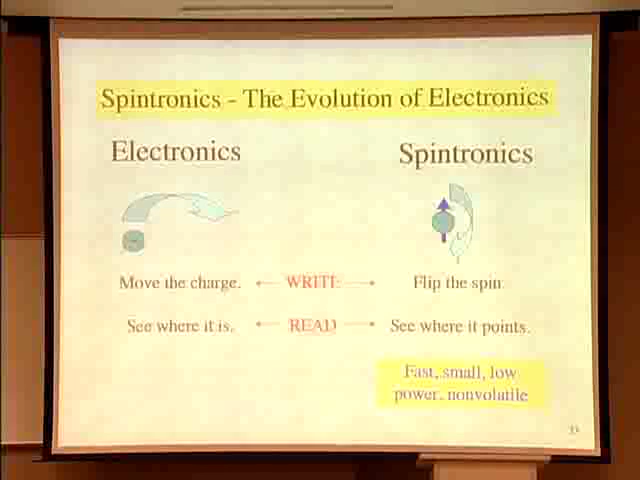 Spintronics - The Evolution of Electronics
Electronics
Spintronics
Move the charge.
WRITE
Flip the spin.
See where it is.
READ
See where it points.
Fast, small, low
power, nonvolatile